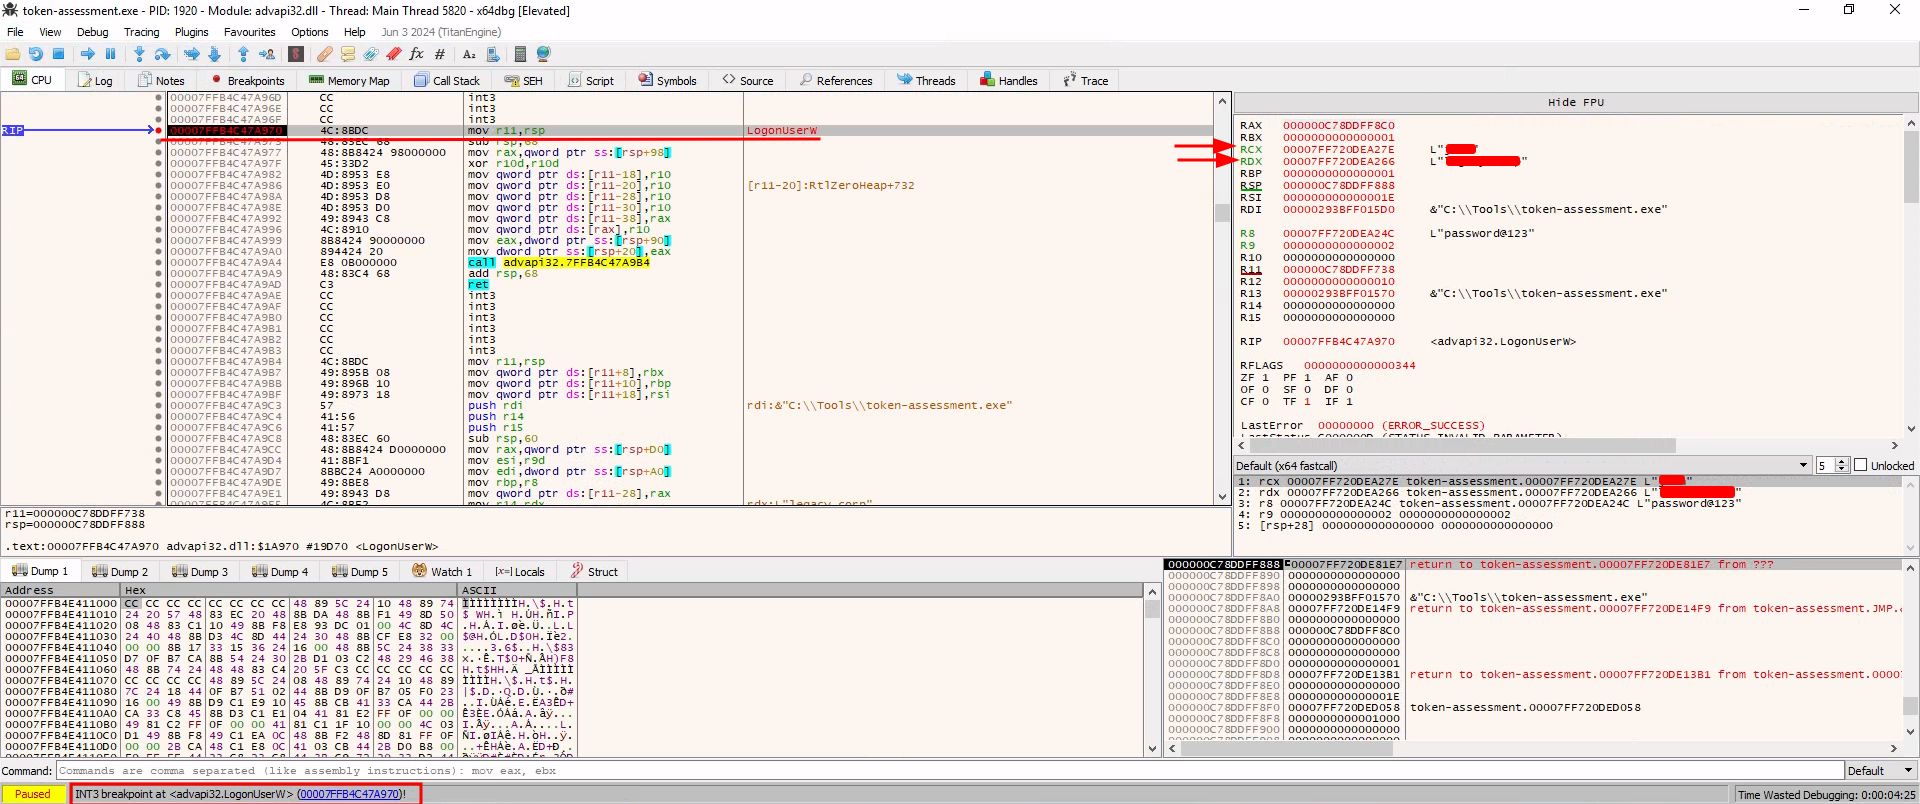 token-assessment.exe - PID: 1920 - Module: advapi32.dll - Thread: Main Thread 5820 - x64dbg [Elevated]
File View Debug Tracing Plugins Favourites Options Help Jun 3 2024 (TitanEngine)
CPU Log Notes Breakpoints Memory Map Call Stack SEH Script Symbols Source References Threads Handles Trace
00007FFB4C47A96D CC int3
00007FFB4C47A96E CC int3
00007FFB4C47A96F CC int3
RIP 00007FFB4C47A970 4C:8BDC mov r11,rsp LogonUserW
00007FFB4C47A973 48:83EC 68 sub rsp,68
00007FFB4C47A977 48:8B8424 98000000 mov rax,qword ptr ss:[rsp+98]
00007FFB4C47A97F 45:33D2 xor r10d,r10d
00007FFB4C47A982 4D:8953 E8 mov qword ptr ds:[r11-18],r10
00007FFB4C47A986 4D:8953 E0 mov qword ptr ds:[r11-20],r10 [r11-20]:RtlZeroHeap+732
00007FFB4C47A98A 4D:8953 D8 mov qword ptr ds:[r11-28],r10
00007FFB4C47A98E 4D:8953 D0 mov qword ptr ds:[r11-30],r10
00007FFB4C47A992 49:8943 C8 mov qword ptr ds:[r11-38],rax
00007FFB4C47A996 4C:8910 mov qword ptr ds:[rax],r10
00007FFB4C47A999 8B8424 90000000 mov eax,dword ptr ss:[rsp+90]
00007FFB4C47A9A0 894424 20 mov dword ptr ss:[rsp+20],eax
00007FFB4C47A9A4 E8 0B000000 call advapi32.7FFB4C47A9B4
00007FFB4C47A9A9 48:83C4 68 add rsp,68
00007FFB4C47A9AD C3 ret
00007FFB4C47A9AE CC int3
00007FFB4C47A9AF CC int3
00007FFB4C47A9B0 CC int3
00007FFB4C47A9B1 CC int3
00007FFB4C47A9B2 CC int3
00007FFB4C47A9B3 CC int3
00007FFB4C47A9B4 4C:8BDC mov r11,rsp
00007FFB4C47A9B7 49:895B 08 mov qword ptr ds:[r11+8],rbx
00007FFB4C47A9BB 49:896B 10 mov qword ptr ds:[r11+10],rbp
00007FFB4C47A9BF 49:8973 18 mov qword ptr ds:[r11+18],rsi
00007FFB4C47A9C3 57 push rdi rdi:&"C:\\Tools\\token-assessment.exe"
00007FFB4C47A9C4 41:56 push r14
00007FFB4C47A9C6 41:57 push r15
00007FFB4C47A9C8 48:83EC 60 sub rsp,60
00007FFB4C47A9CC 48:8B8424 D0000000 mov rax,qword ptr ss:[rsp+D0]
00007FFB4C47A9D4 41:8BF1 mov esi,r9d
00007FFB4C47A9D7 8BBC24 A0000000 mov edi,dword ptr ss:[rsp+A0]
49:8BE8 mov rbp,r8
49:8943 D8 mov qword ptr ds:[r11-28],rax
r11=000000C78DDFF738
rsp=000000C78DDFF888
.text:00007FFB4C47A970 advapi32.dll:$1A970 #19D70 <LogonUserW>
Hide FPU
RAX 000000C78DDFF8C0
RBX 0000000000000001
RCX 00007FF720DEA27E L" "
RDX 00007FF720DEA266 L" "
RBP 0000000000000001
RSP 000000C78DDFF888
RSI 000000000000001E
RDI 00000293BFF015D0 &"C:\\Tools\\token-assessment.exe"
R8 00007FF720DEA24C L"password@123"
R9 0000000000000002
R10 0000000000000000
R11 000000C78DDFF738
R12 0000000000000010
R13 00000293BFF01570 &"C:\\Tools\\token-assessment.exe"
R14 0000000000000000
R15 0000000000000000
RIP 00007FFB4C47A970 <advapi32.LogonUserW>
RFLAGS 0000000000000344
ZF 1 PF 1 AF 0
OF 0 SF 0 DF 0
CF 0 TF 1 IF 1
LastError 00000000 (ERROR_SUCCESS)
Default (x64 fastcall) 5 Unlocked
1: rcx 00007FF720DEA27E token-assessment.00007FF720DEA27E L" "
2: rdx 00007FF720DEA266 token-assessment.00007FF720DEA266 L" "
3: r8 00007FF720DEA24C token-assessment.00007FF720DEA24C L"password@123"
4: r9 0000000000000002 0000000000000002
5: [rsp+28] 0000000000000000 0000000000000000
Dump 1 Dump 2 Dump 3 Dump 4 Dump 5 Watch 1 Locals Struct
Address Hex ASCII
00007FFB4E411000 CC CC CC CC CC CC CC CC 48 89 5C 24 10 48 89 74
00007FFB4E411010 24 20 57 48 83 EC 20 48 8B DA 48 8B F1 49 8D 50
00007FFB4E411020 08 48 83 C1 10 49 8B F8 E8 93 DC 01 00 4C 8D 4C
00007FFB4E411030 24 40 48 8B D3 4C 8D 44 24 30 48 8B CF E8 32 00
00007FFB4E411040 00 00 8B 17 33 15 36 24 16 00 48 8B 5C 24 38 33
00007FFB4E411050 D7 0F B7 CA 8B 54 24 30 2B D1 03 C2 48 29 46 38
00007FFB4E411060 48 8B 74 24 48 48 83 C4 20 5F C3 CC CC CC CC CC
00007FFB4E411070 CC CC CC CC 48 89 5C 24 08 48 89 74 24 10 48 89
00007FFB4E411080 7C 24 18 44 0F B7 51 02 44 8B D9 0F B7 05 F0 23
00007FFB4E411090 16 00 49 8B D9 C1 E9 10 45 8B CB 41 33 CA 44 2B
00007FFB4E4110A0 CA 33 C8 45 8B D3 C1 E1 04 41 81 E2 FF 0F 00 00
00007FFB4E4110B0 49 81 C2 FF 0F 00 00 41 81 C1 1F 10 00 00 4C 03
00007FFB4E4110C0 D1 49 8B F8 49 C1 EA 0C 48 8B F2 48 8D 81 FF 0F
00007FFB4E4110D0 00 00 2B CA 48 C1 E8 0C 41 03 CB 44 2B D0 B8 00
000000C78DDFF888 00007FF720DE81E7 return to token-assessment.00007FF720DE81E7 from ???
000000C78DDFF890 0000000000000000
000000C78DDFF898 0000000000000000
000000C78DDFF8A0 00000293BFF01570 &"C:\\Tools\\token-assessment.exe"
000000C78DDFF8A8 00007FF720DE14F9 return to token-assessment.00007FF720DE14F9 from token-assessment.JMP.
000000C78DDFF8B0 0000000000000000
000000C78DDFF8B8 000000C78DDFF8C0
000000C78DDFF8C0 0000000000000000
000000C78DDFF8C8 0000000000000000
000000C78DDFF8D0 0000000000000001
000000C78DDFF8D8 00007FF720DE13B1 return to token-assessment.00007FF720DE13B1 from token-assessment.0000
000000C78DDFF8E0 0000000000000000
000000C78DDFF8E8 000000000000001E
000000C78DDFF8F0 00007FF720DED058 token-assessment.00007FF720DED058
000000C78DDFF8F8 0000000000001000
000000C78DDFF900 0000000000000000
Command: Commands are comma separated (like assembly instructions): mov eax, ebx Default
Paused INT3 breakpoint at <advapi32.LogonUserW> (00007FFB4C47A970)! Time Wasted Debugging: 0:00:04:25